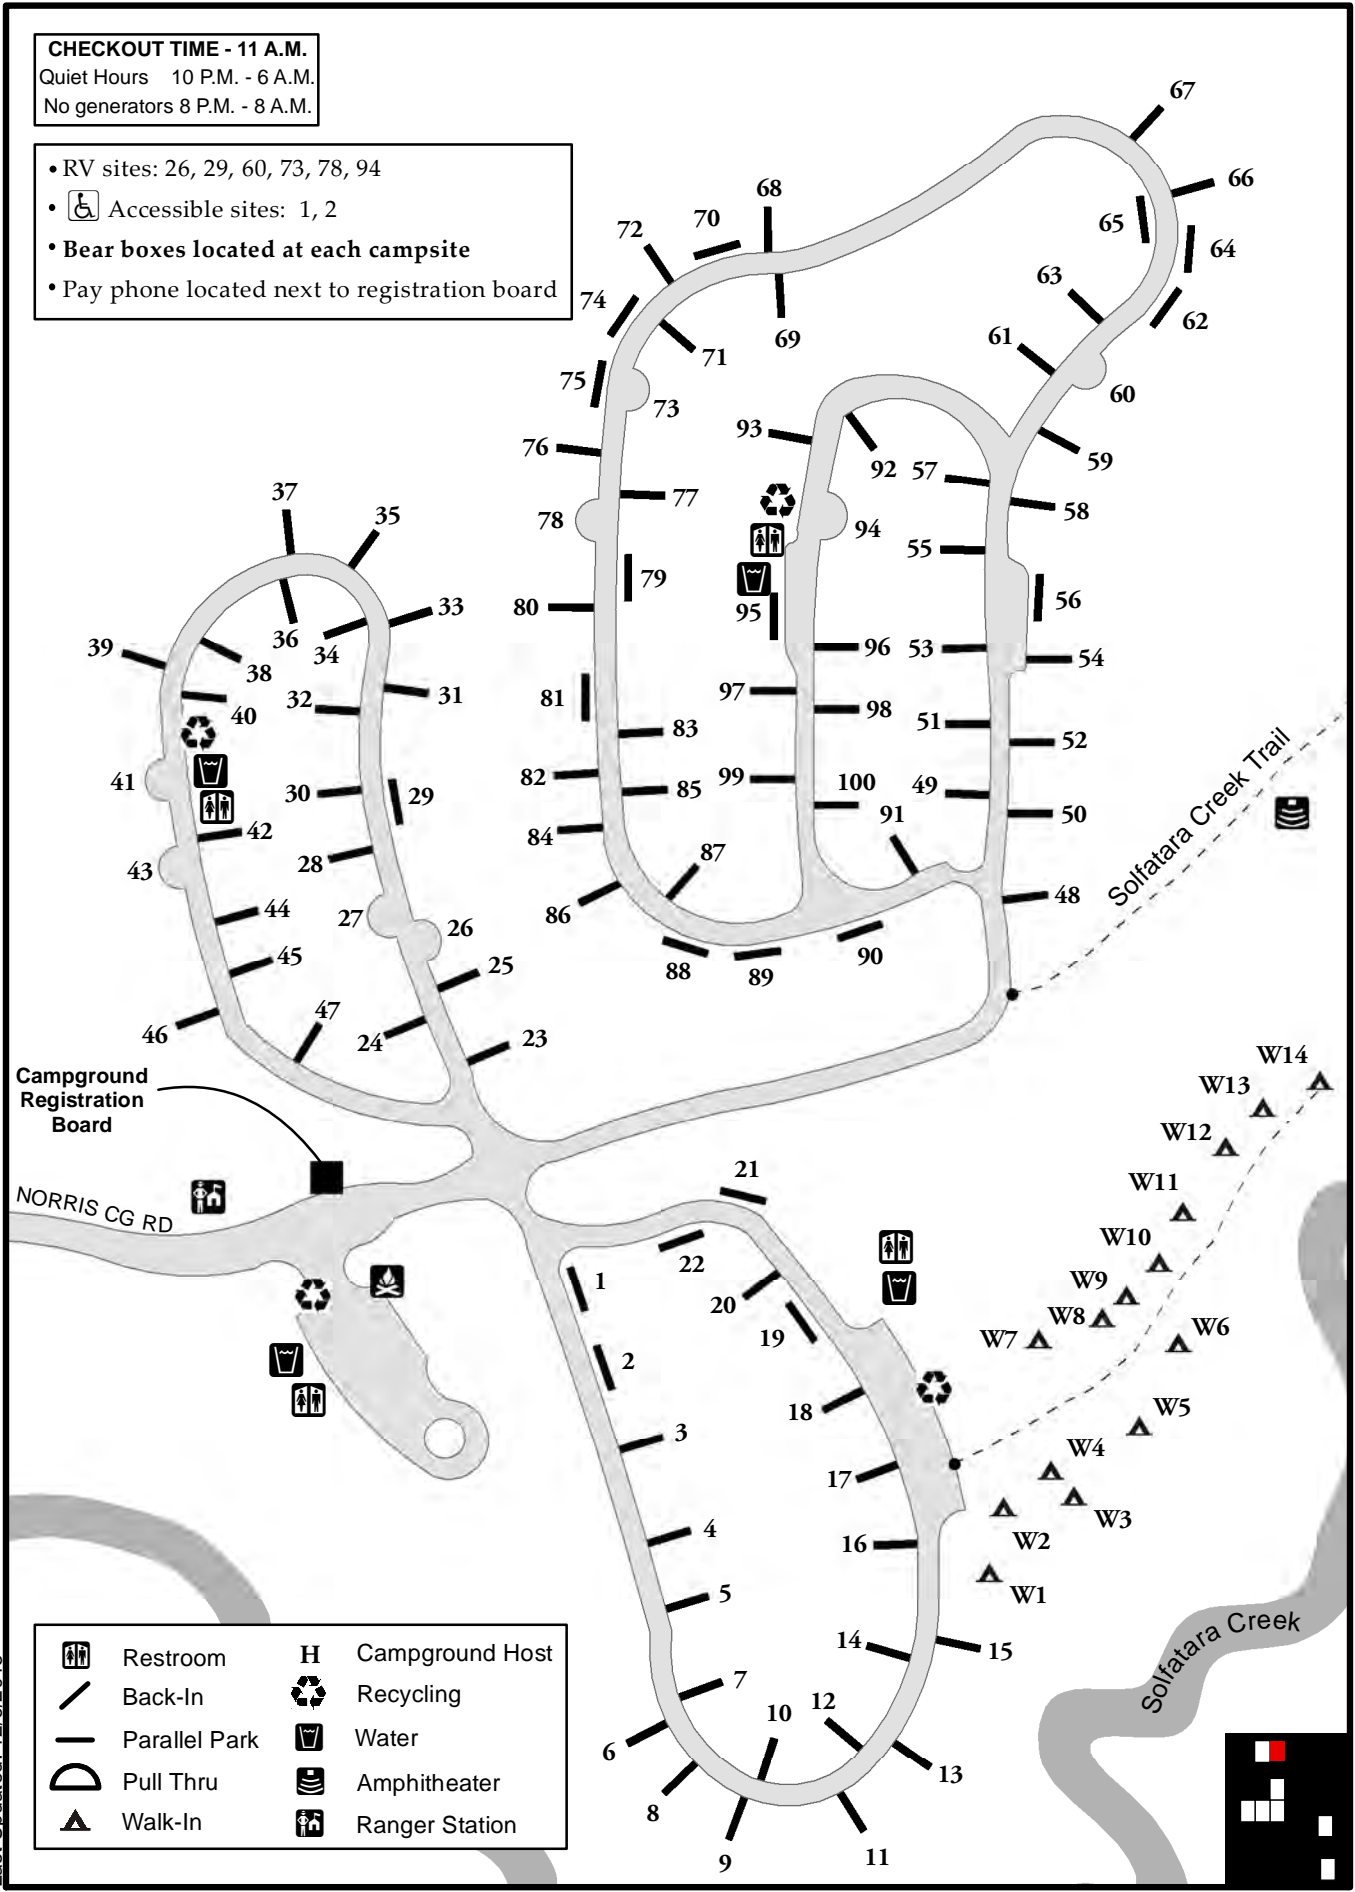 CHECKOUT TIME - 11 A.M.
Quiet Hours 10 P.M. - 6 A.M.
No generators 8 P.M. - 8 A.M.
• RV sites: 26, 29, 60, 73, 78, 94
• Accessible sites: 1, 2
• Bear boxes located at each campsite
• Pay phone located next to registration board
67
66
68
70
65
72
64
63
74
62
69
61
71
75
60
73
93
76
59
92
57
37
77
58
35
78
94
55
79
56
33
80
95
36
39
34
96
53
54
38
31
97
81
32
98
40
51
83
52
Solfatara Creek Trail
82
99
41
100
85
49
30
29
91
50
42
84
28
87
43
48
44
86
27
26
90
45
88
89
25
47
46
24
23
W14
Campground
Registration
Board
W13
W12
21
W11
NORRIS CG RD
W10
22
1
W9
20
W8
W6
19
W7
2
W5
18
3
W4
17
W3
4
W2
16
5
W1
Solfatara Creek
14
15
7
12
10
6
13
8
11
9
Restroom
H Campground Host
Back-In
Recycling
Parallel Park
Water
Pull Thru
Amphitheater
Walk-In
Ranger Station